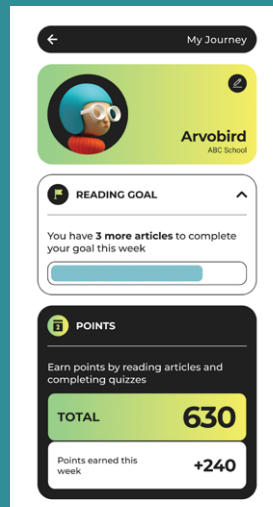 My Journey
Arvobird
ABC School
READING GOAL
You have 3 more articles to complete
your goal this week
POINTS
Earn points by reading articles and
completing quizzes
TOTAL
630
Points earned this
week
+240